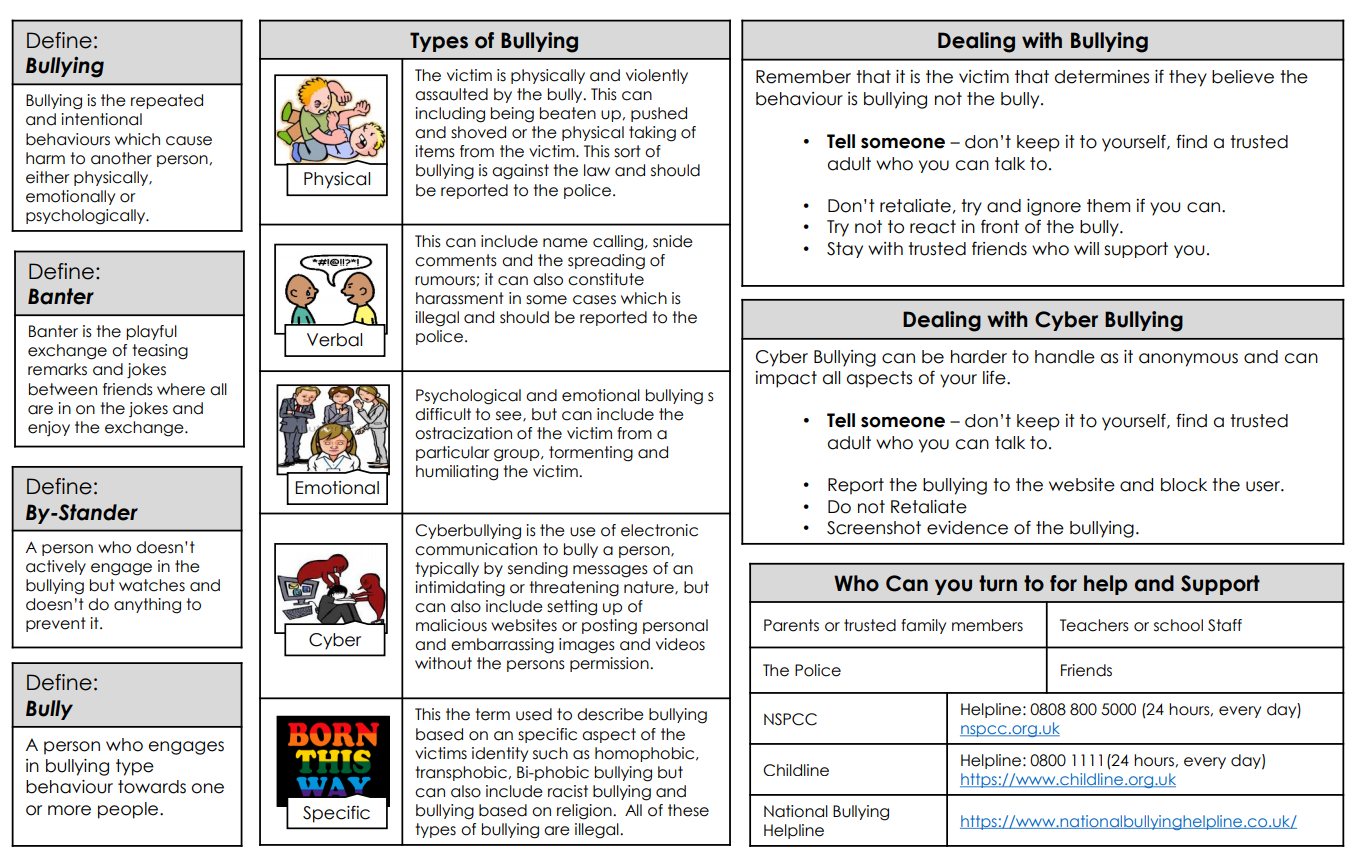 Define:
Bullying
Bullying is the repeated
and intentional
behaviours which cause
harm to another person,
either physically,
emotionally or
psychologically.
Define:
Banter
Banter is the playful
exchange of teasing
remarks and jokes
between friends where all
are in on the jokes and
enjoy the exchange.
Define:
By-Stander
A person who doesn't
actively engage in the
bullying but watches and
doesn't do anything to
prevent it.
Define:
Bully
A person who engages
in bullying type
behaviour towards one
or more people.
Types of Bullying
Physical
The victim is physically and violently
assaulted by the bully. This can
including being beaten up, pushed
and shoved or the physical taking of
items from the victim. This sort of
bullying is against the law and should
be reported to the police.
*#!@!!?*!
Verbal
This can include name calling, snide
comments and the spreading of
rumours; it can also constitute
harassment in some cases which is
illegal and should be reported to the
police.
Emotional
Psychological and emotional bullying s
difficult to see, but can include the
ostracization of the victim from a
particular group, tormenting and
humiliating the victim.
Cyber
Cyberbullying is the use of electronic
communication to bully a person,
typically by sending messages of an
intimidating or threatening nature, but
can also include setting up of
malicious websites or posting personal
and embarrassing images and videos
without the persons permission.
BORN
THIS
WAY
Specific
This the term used to describe bullying
based on an specific aspect of the
victims identity such as homophobic,
transphobic, Bi-phobic bullying but
can also include racist bullying and
bullying based on religion.  All of these
types of bullying are illegal.
Dealing with Bullying
Remember that it is the victim that determines if they believe the
behaviour is bullying not the bully.
• Tell someone – don't keep it to yourself, find a trusted
adult who you can talk to.
• Don't retaliate, try and ignore them if you can.
• Try not to react in front of the bully.
• Stay with trusted friends who will support you.
Dealing with Cyber Bullying
Cyber Bullying can be harder to handle as it anonymous and can
impact all aspects of your life.
• Tell someone – don't keep it to yourself, find a trusted
adult who you can talk to.
• Report the bullying to the website and block the user.
• Do not Retaliate
• Screenshot evidence of the bullying.
Who Can you turn to for help and Support
Parents or trusted family members
Teachers or school Staff
The Police
Friends
NSPCC
Helpline: 0808 800 5000 (24 hours, every day)
nspcc.org.uk
Childline
Helpline: 0800 1111(24 hours, every day)
https://www.childline.org.uk
National Bullying
Helpline
https://www.nationalbullyinghelpline.co.uk/